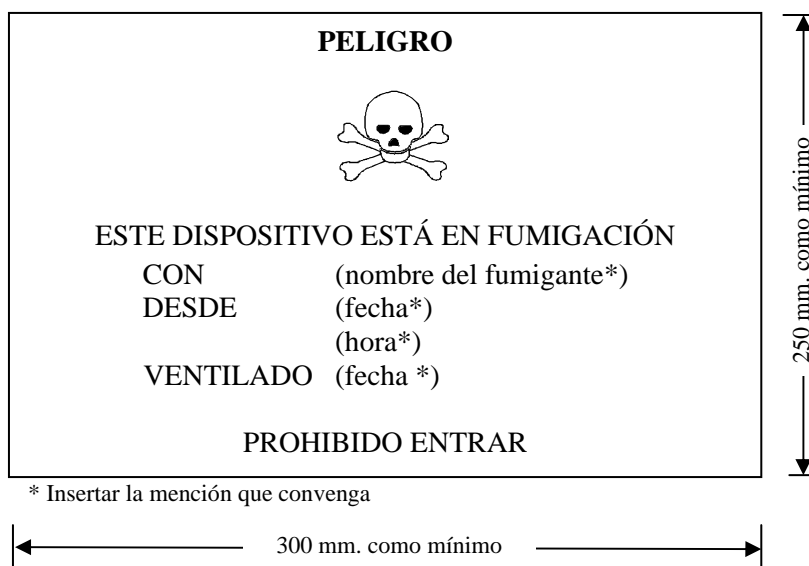 PELIGRO
ESTE DISPOSITIVO ESTÁ EN FUMIGACIÓN
CON (nombre del fumigante*)
DESDE (fecha*)
(hora*)
VENTILADO (fecha *)
PROHIBIDO ENTRAR
* Insertar la mención que convenga
300 mm. como mínimo
250 mm. como mínimo